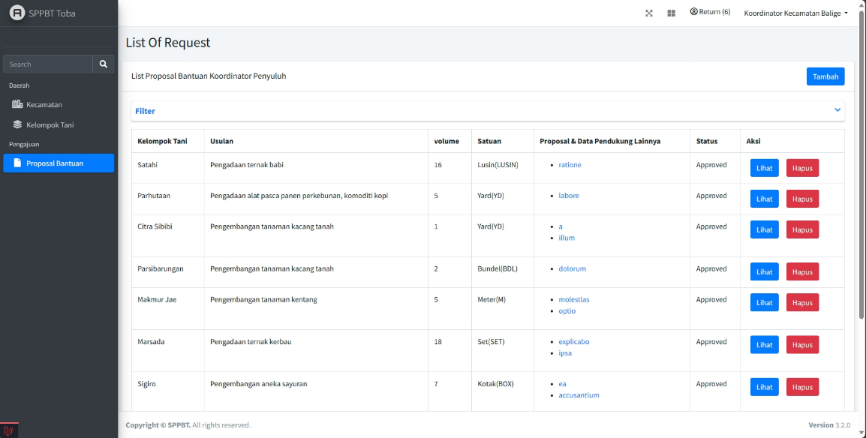 SPPBT Toba
Return (6)
Koordinator Kecamatan Balige
List Of Request
Search
Daerah
Kecamatan
Kelompok Tani
Pengajuan
Proposal Bantuan
List Proposal Bantuan Koordinator Penyuluh
Tambah
Filter
Kelompok Tani Usulan volume Satuan Proposal & Data Pendukung Lainnya Status Aksi
Satahi Pengadaan ternak babi 16 Lusin(LUSIN) ratione Approved Lihat Hapus
Parhutaan Pengadaan alat pasca panen perkebunan, komoditi kopi 5 Yard(YD) labore Approved Lihat Hapus
Citra Sibibi Pengembangan tanaman kacang tanah 1 Yard(YD) a Approved Lihat Hapus
illum
Parsibarungan Pengembangan tanaman kacang tanah 2 Bundel(BDL) dolorum Approved Lihat Hapus
Makmur Jae Pengembangan tanaman kentang 5 Meter(M) molestias Approved Lihat Hapus
optio
Marsada Pengadaan ternak kerbau 18 Set(SET) explicabo Approved Lihat Hapus
ipsa
Sigiro Pengembangan aneka sayuran 7 Kotak(BOX) ea Approved Lihat Hapus
accusantium
Copyright © SPPBT. All rights reserved.
Version 3.2.0